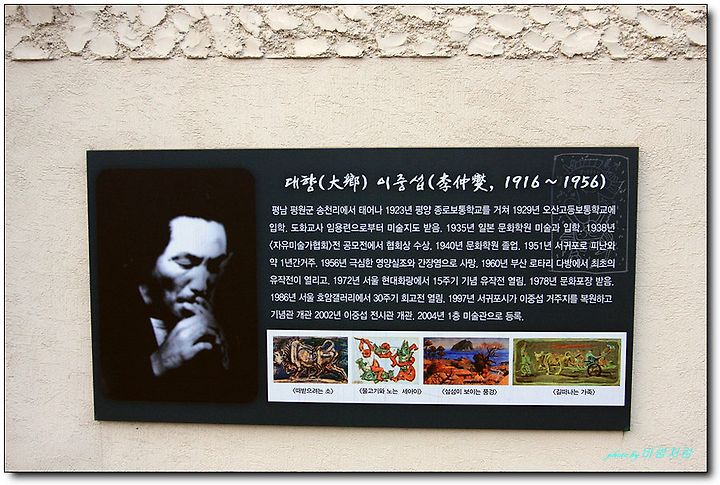 대향(大鄕) 이중섭(李仲燮, 1916 ~ 1956)
평남 평원군 송천리에서 태어나 1923년 평양 종로보통학교를 거쳐 1929년 오산고등보통학교에
입학, 도화교사 임용련으로부터 미술지도 받음. 1935년 일본 문화학원 미술과 입학, 1938년
<자유미술가협회>전 공모전에서 협회상 수상, 1940년 문화학원 졸업, 1951년 서귀포로 피난와
약 1년간거주, 1956년 극심한 영양실조와 간장염으로 사망, 1960년 부산 로타리 다방에서 최초의
유작전이 열리고, 1972년 서울 현대화랑에서 15주기 기념 유작전 열림, 1978년 문화포장 받음,
1986년 서울 호암갤러리에서 30주기 회고전 열림, 1997년 서귀포시가 이중섭 거주지를 복원하고
기념관 개관 2002년 이중섭 전시관 개관, 2004년 1종 미술관으로 등록.
<떠받으려는 소> <물고기와 노는 세아이> <섶섬이 보이는 풍경> <길떠나는 가족>
photo by 바람처럼